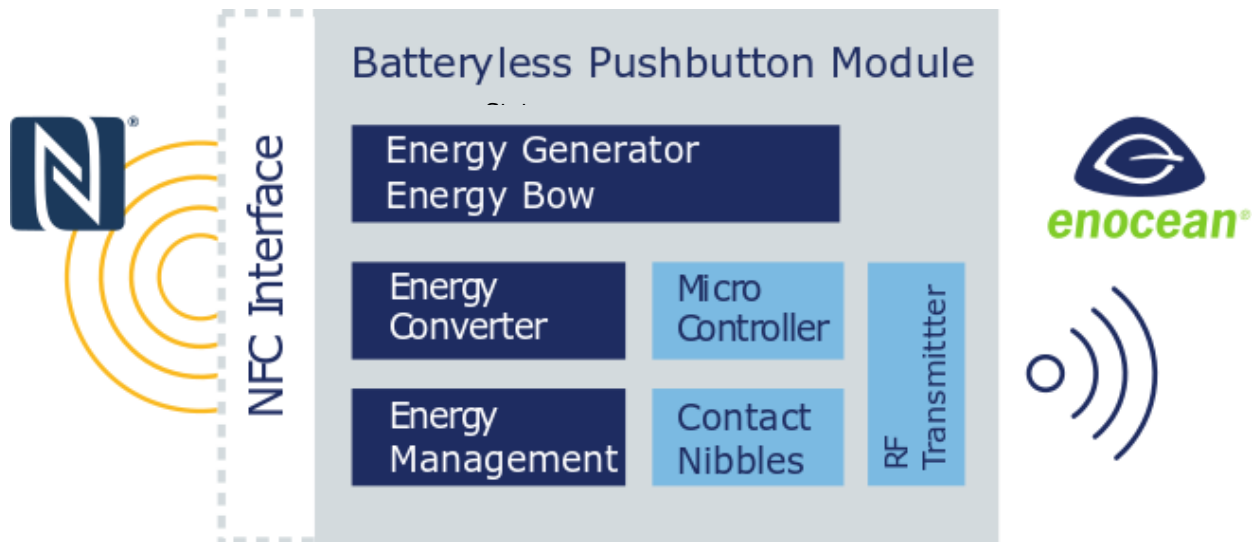 Batteryless Pushbutton Module
NFC Interface
Energy Generator
Energy Bow
Energy
Converter
Micro
Controller
RF
Transmittter
Energy
Management
Contact
Nibbles
®
enocean®